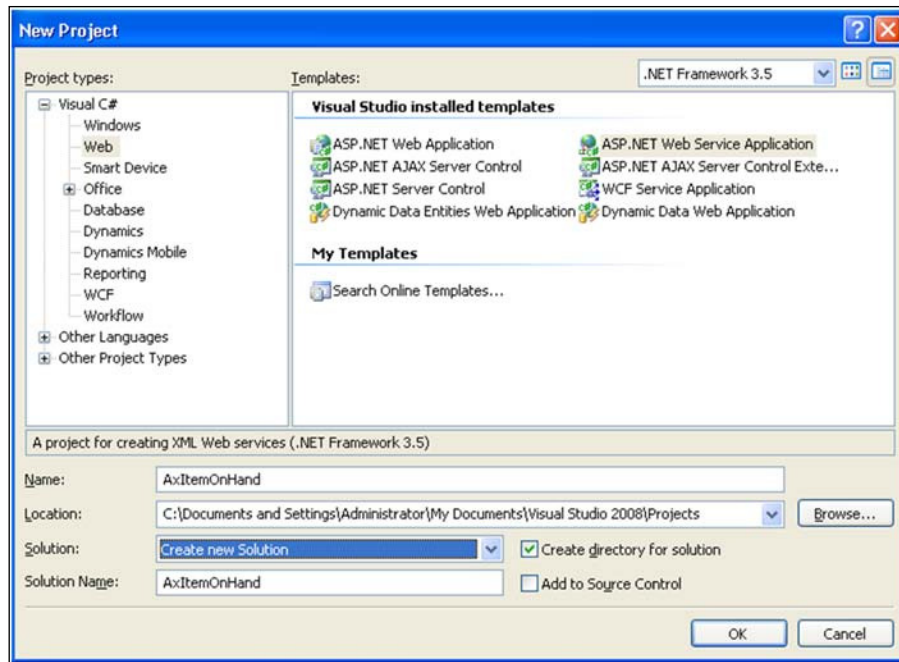 New Project
Project types:
Templates:
.NET Framework 3.5
Visual C#
Windows
Web
Smart Device
Office
Database
Dynamics
Dynamics Mobile
Reporting
WCF
Workflow
Other Languages
Other Project Types
Visual Studio installed templates
ASP.NET Web Application
ASP.NET Web Service Application
ASP.NET AJAX Server Control
ASP.NET AJAX Server Control Exte...
ASP.NET Server Control
WCF Service Application
Dynamic Data Entities Web Application
Dynamic Data Web Application
My Templates
Search Online Templates...
A project for creating XML Web services (.NET Framework 3.5)
Name:
AxItemOnHand
Location:
C:\Documents and Settings\Administrator\My Documents\Visual Studio 2008\Projects
Browse...
Solution:
Create new Solution
Create directory for solution
Solution Name:
AxItemOnHand
Add to Source Control
OK
Cancel